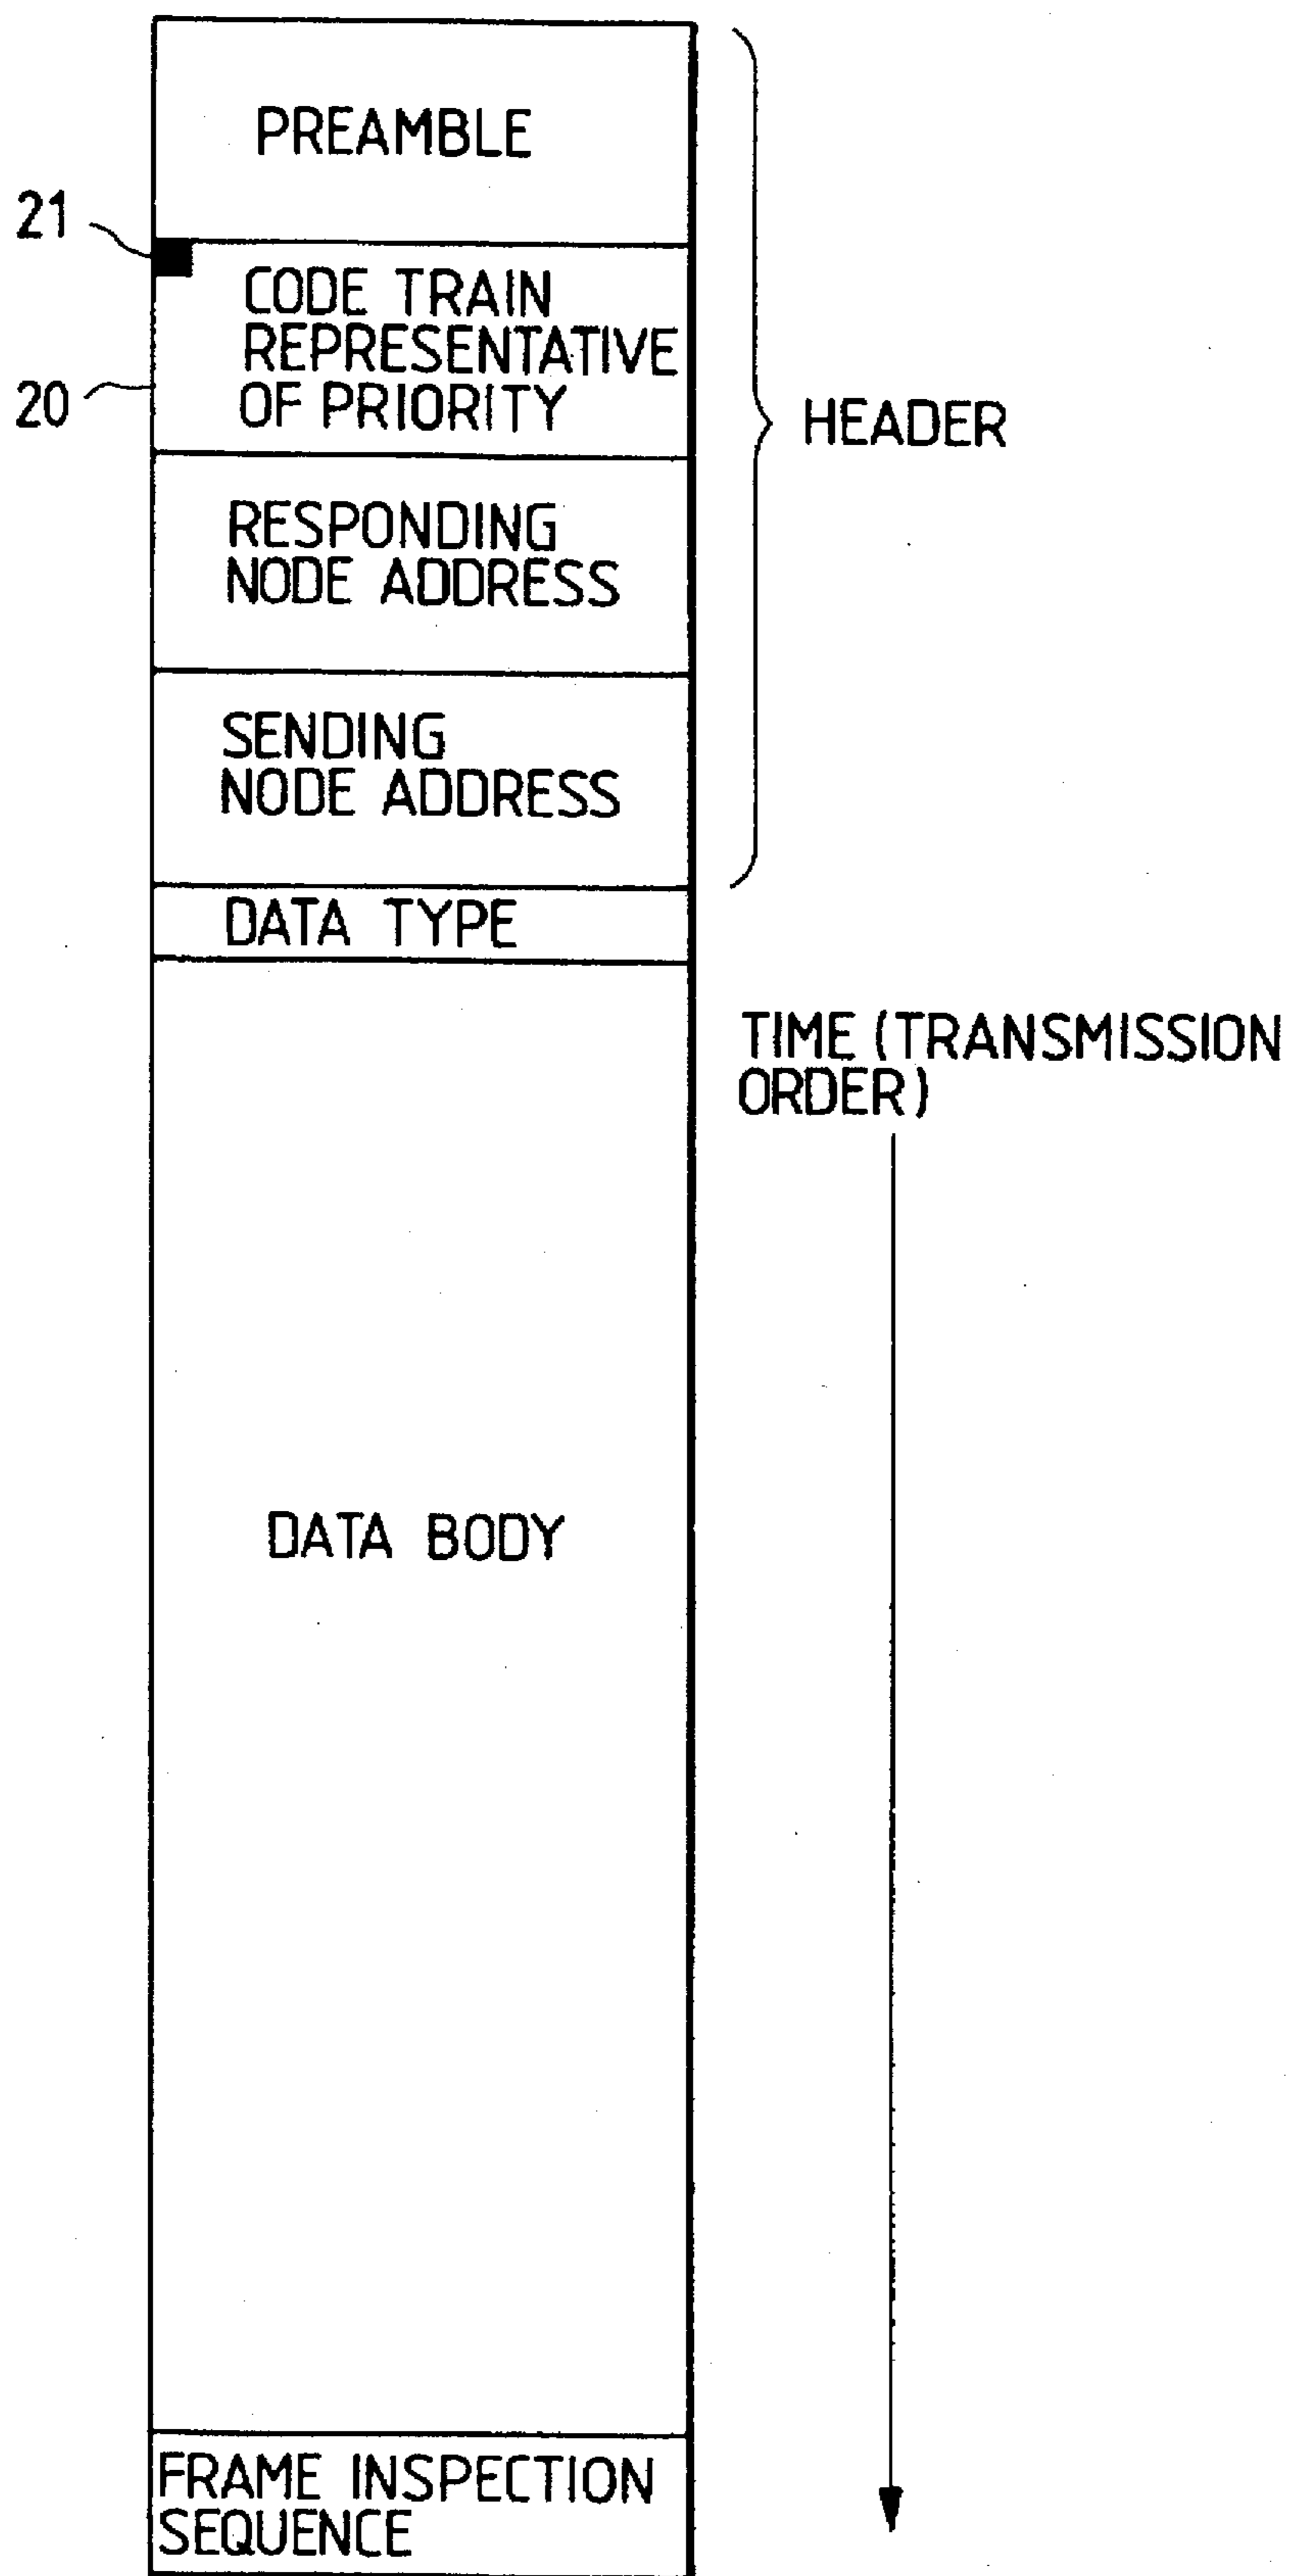 PREAMBLE
21
CODE TRAIN
REPRESENTATIVE
OF PRIORITY
20
HEADER
RESPONDING
NODE ADDRESS
SENDING
NODE ADDRESS
DATA TYPE
TIME (TRANSMISSION
ORDER)
DATA BODY
FRAME INSPECTION
SEQUENCE